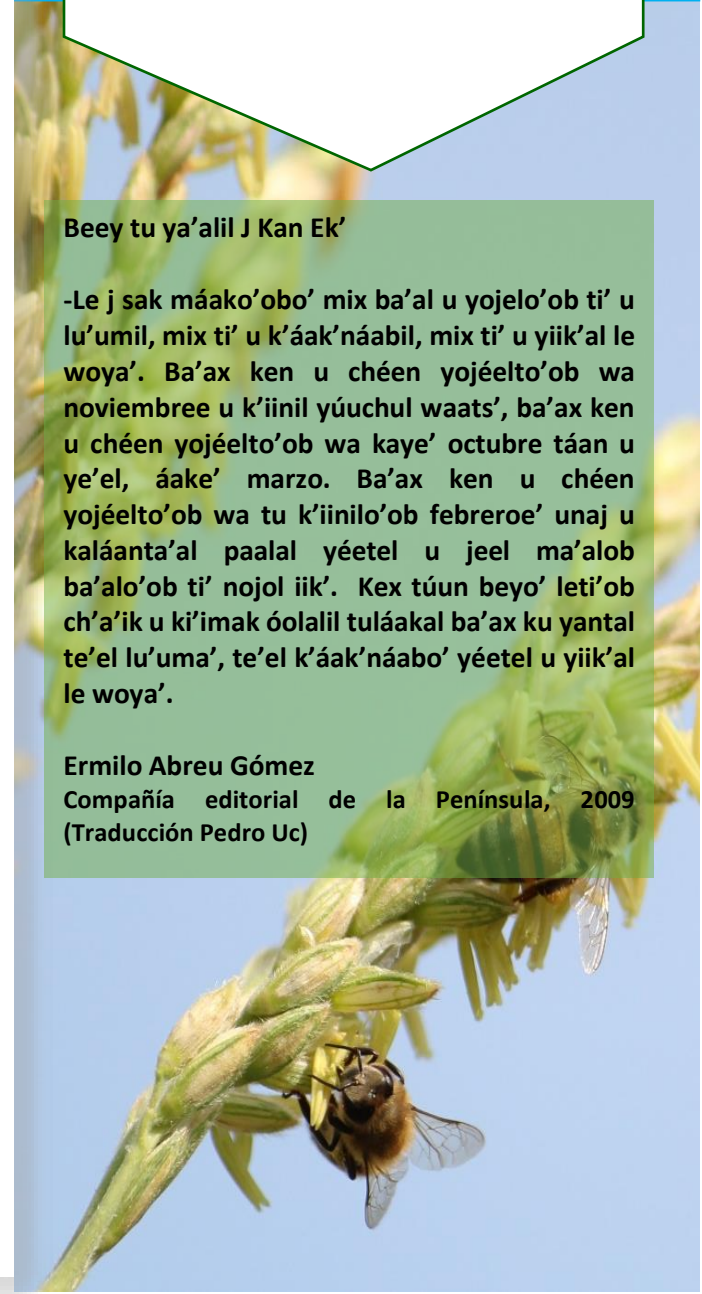 Beey tu ya’alil J Kan Ek’
-Le j sak máako’obo’ mix ba’al u yojelo’ob ti’ u
lu’umil, mix ti’ u k’áak’náabil, mix ti’ u yiik’al le
woya’. Ba’ax ken u chéen yojéelto’ob wa
noviembree u k’iinil yúuchul waats’, ba’ax ken
u chéen yojéelto’ob wa kaye’ octubre táan u
ye’el, áake’ marzo. Ba’ax ken u chéen
yojéelto’ob wa tu k’iinilo’ob febreroe’ unaj u
kaláanta’al paalal yéetel u jeel ma’alob
ba’alo’ob ti’ nojol iik’. Kex túun beyo’ leti’ob
ch’a’ik u ki’imak óolalil tuláakal ba’ax ku yantal
te’el lu’uma’, te’el k’áak’náabo’ yéetel u yiik’al
le woya’.
Ermilo Abreu Gómez
Compañía editorial de la Península, 2009
(Traducción Pedro Uc)